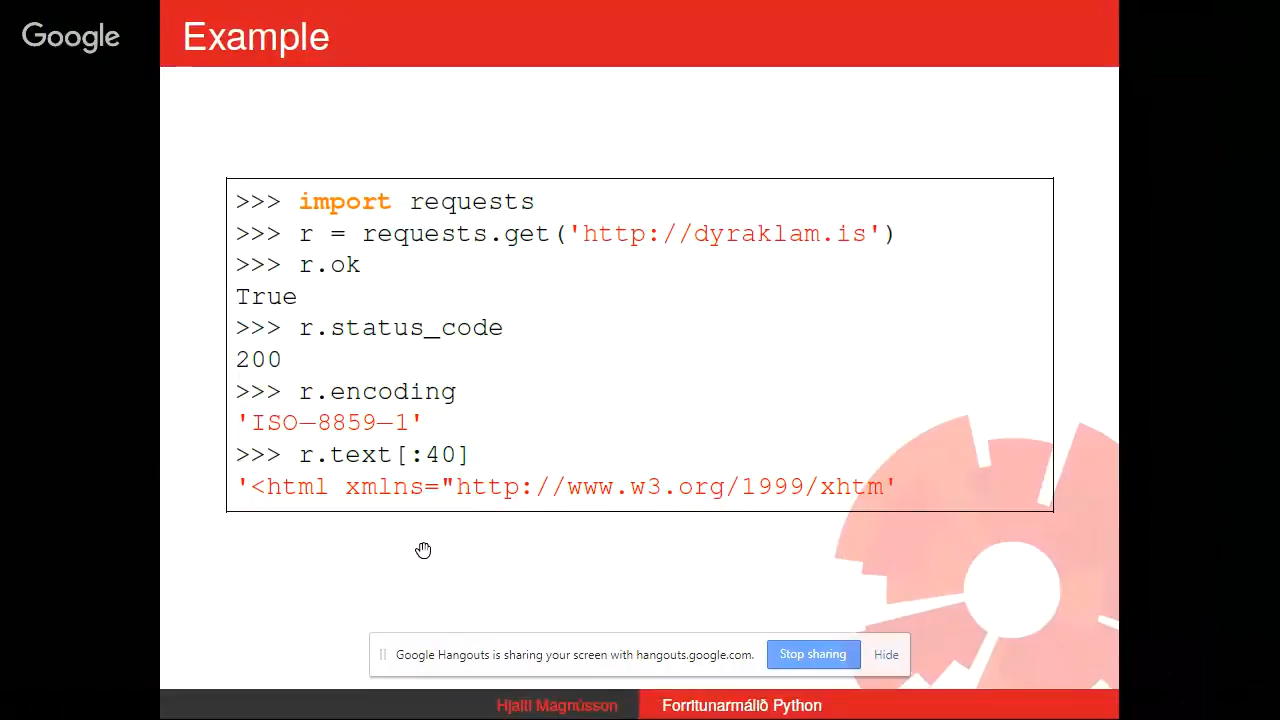 Google
Example
>>> import requests
>>> r = requests.get('http://dyraklam.is')
>>> r.ok
True
>>> r.status_code
200
>>> r.encoding
'ISO−8859−1'
>>> r.text[:40]
'<html xmlns="http://www.w3.org/1999/xhtm'
Google Hangouts is sharing your screen with hangouts.google.com. Stop sharing Hide
Hjalti Magnússon Forritunarmálið Python